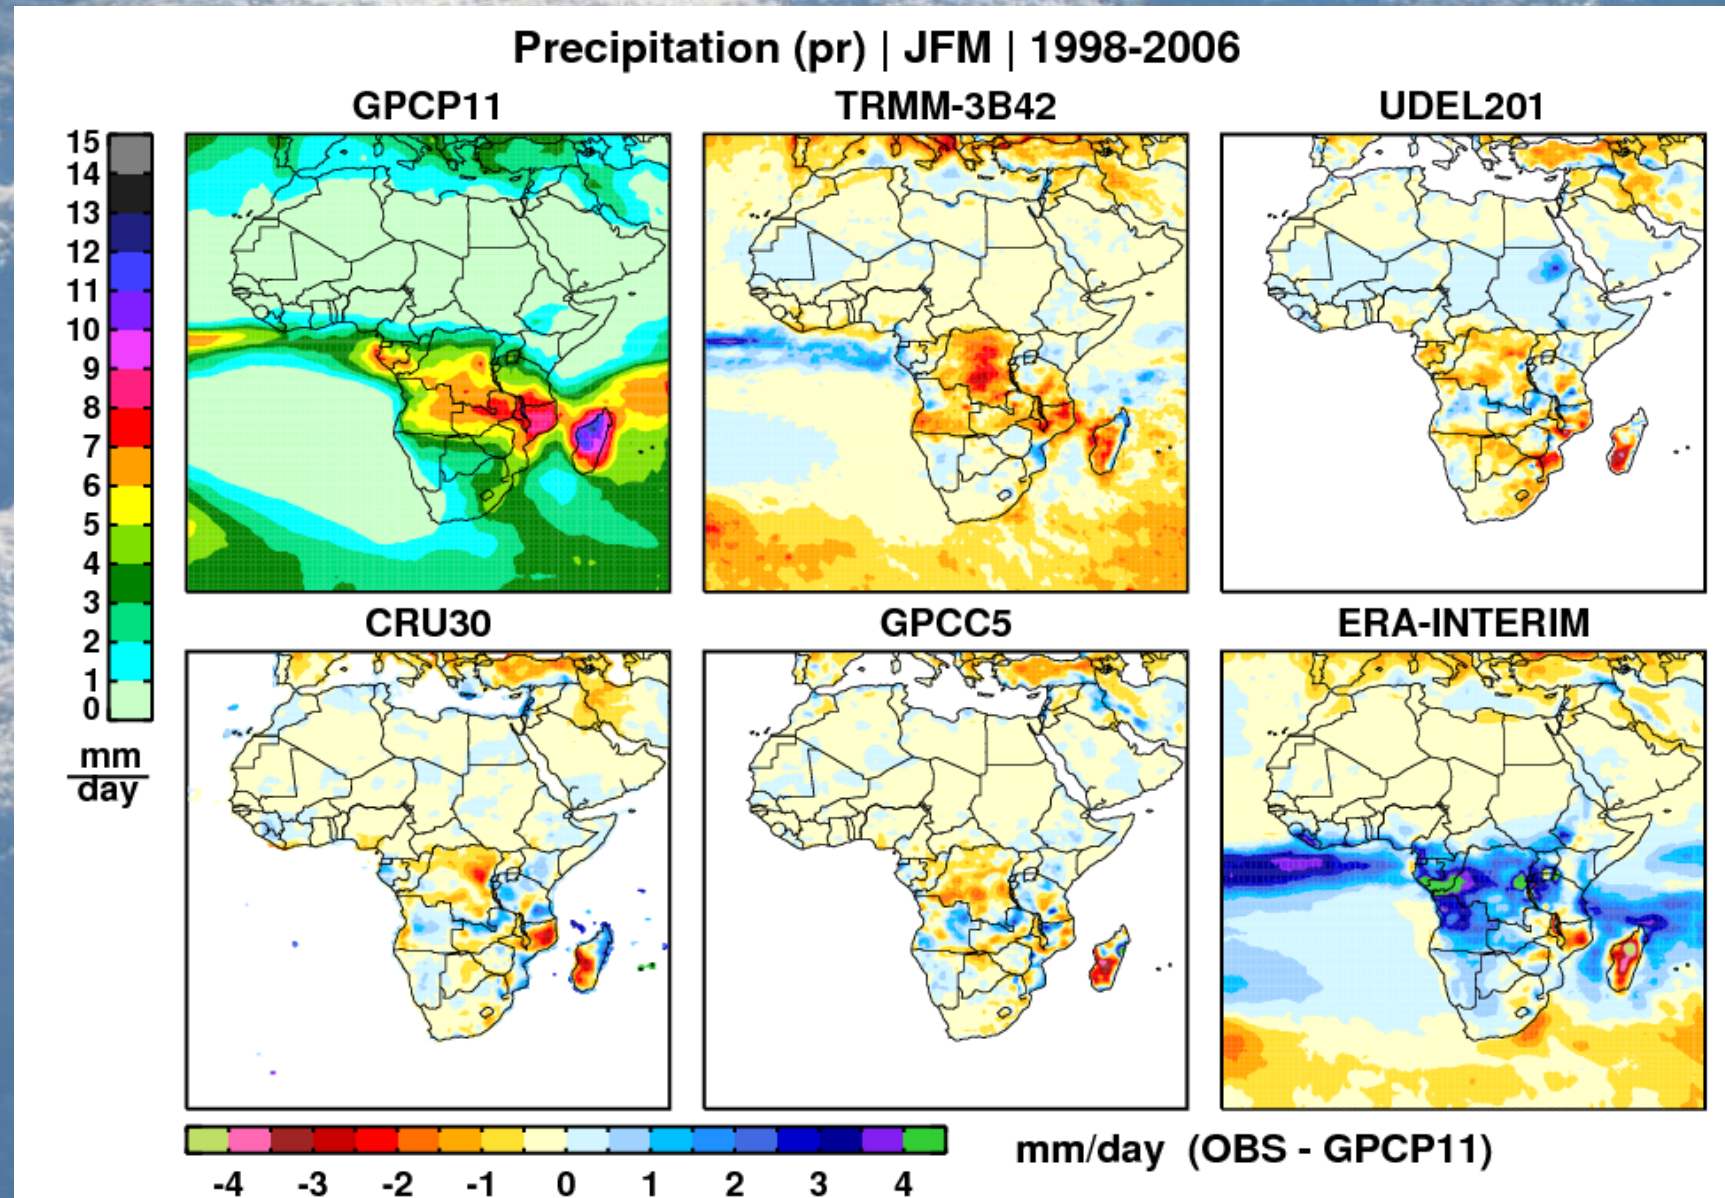 Precipitation (pr) | JFM | 1998-2006
GPCP11
TRMM-3B42
UDEL201
15
14
13
12
11
10
9
8
7
6
5
4
3
2
1
0
mm
day
CRU30
GPCC5
ERA-INTERIM
-4 -3 -2 -1 0 1 2 3 4
mm/day (OBS - GPCP11)